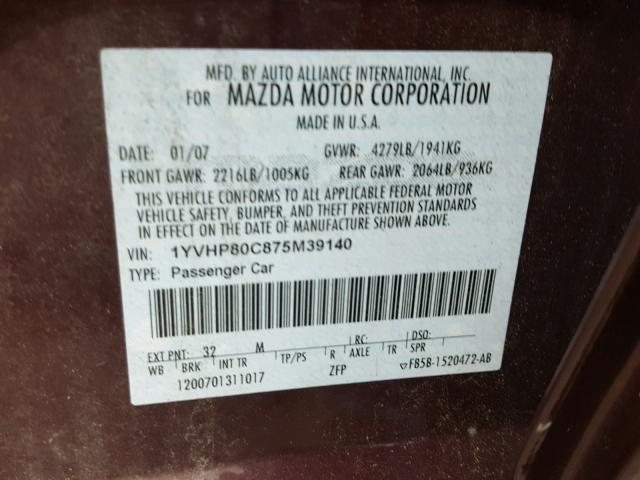 MFD. BY AUTO ALLIANCE INTERNATIONAL, INC.
FOR MAZDA MOTOR CORPORATION
MADE IN U.S.A.
DATE: 01/07 GVWR: 4279LB/1941KG
FRONT GAWR: 2216LB/1005KG REAR GAWR: 2064LB/936KG
THIS VEHICLE CONFORMS TO ALL APPLICABLE FEDERAL MOTOR
VEHICLE SAFETY, BUMPER, AND THEFT PREVENTION STANDARDS
IN EFFECT ON THE DATE OF MANUFACTURE SHOWN ABOVE.
VIN: 1YVHP80C875M39140
TYPE: Passenger Car
EXT PNT: 32 M RC: DSO:
WB BRK INT TR TP/PS R AXLE TR SPR
1200701311017 ZFP ▽FB5B-1520472-AB